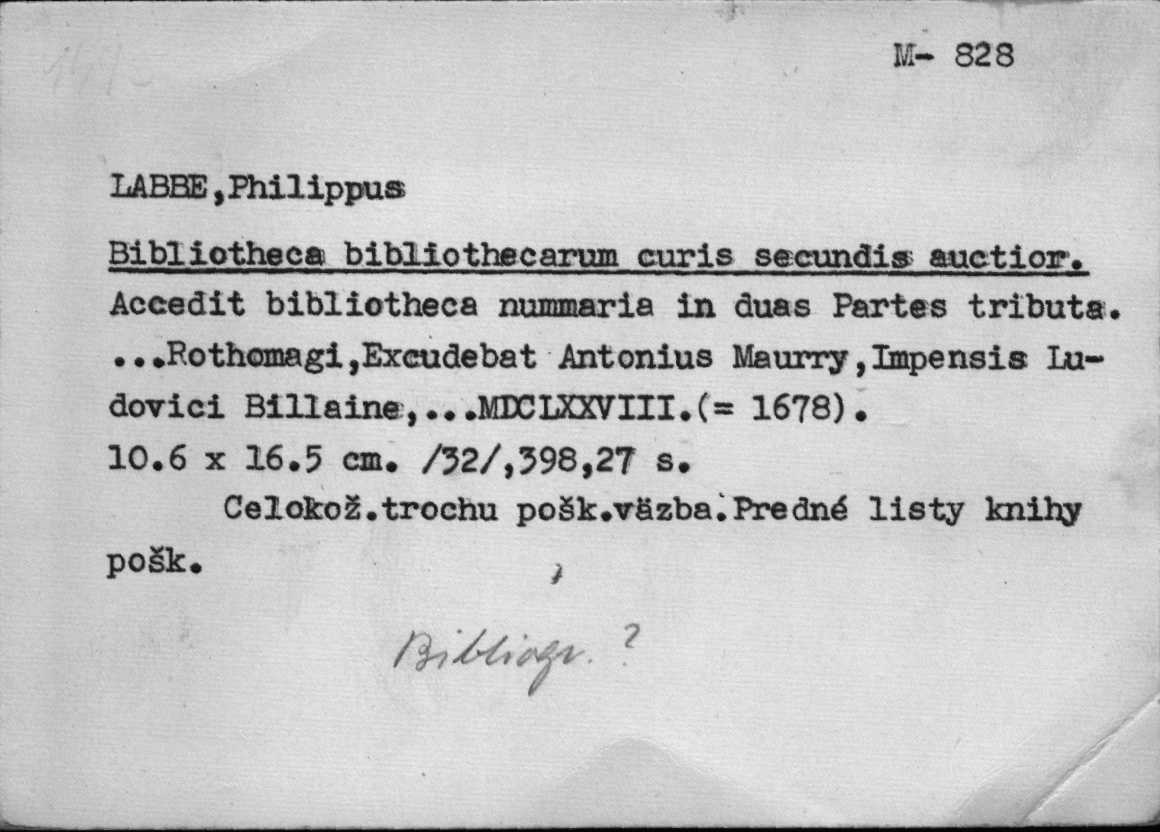 M- 828
LABBE,Philippus
Bibliotheca bibliothecarum curis secundis auctior.
Accedit bibliotheca nummaria in duas Partes tributa.
...Rothomagi,Excudebat Antonius Maurry,Impensis Lu-
dovici Billaine,...MDCLXXVIII.(= 1678).
10.6 x 16.5 cm. /32/,398,27 s.
Celokož.trochu pošk.väzba.Predné listy knihy
pošk.
Bibliogr. ?